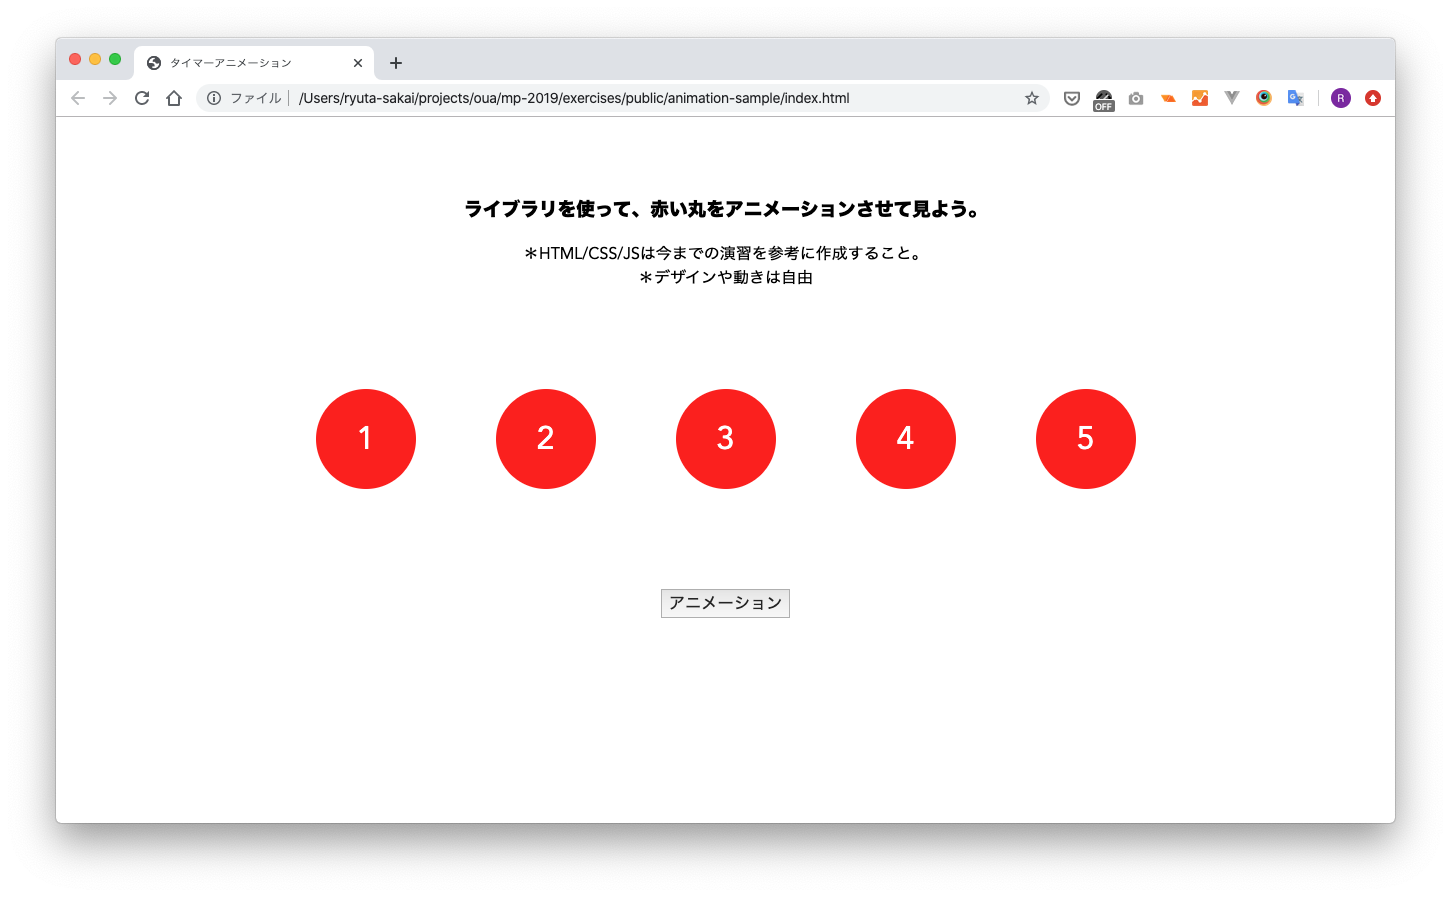 タイマーアニメーション
ファイル /Users/ryuta-sakai/projects/oua/mp-2019/exercises/public/animation-sample/index.html
OFF
G
R
ライブラリを使って、赤い丸をアニメーションさせて見よう。
＊HTML/CSS/JSは今までの演習を参考に作成すること。
＊デザインや動きは自由
1 2 3 4 5
アニメーション